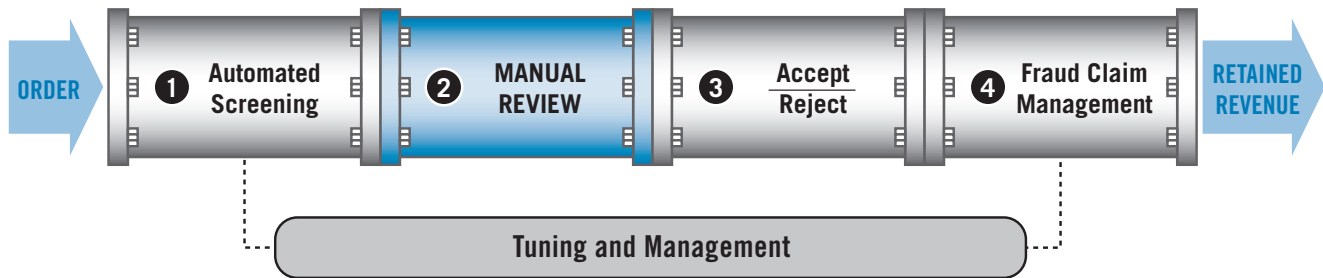 ORDER
1
Automated
Screening
2
MANUAL
REVIEW
3
Accept
Reject
4
Fraud Claim
Management
RETAINED
REVENUE
Tuning and Management